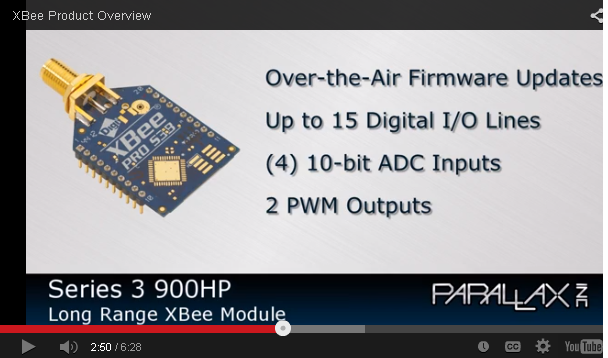 XBee Product Overview
Over-the-Air Firmware Updates
Up to 15 Digital I/O Lines
(4) 10-bit ADC Inputs
2 PWM Outputs
XBee
PRO S3B
Series 3 900HP
Long Range XBee Module
PARALLAX INC
2:50 / 6:28
CC
YouTube